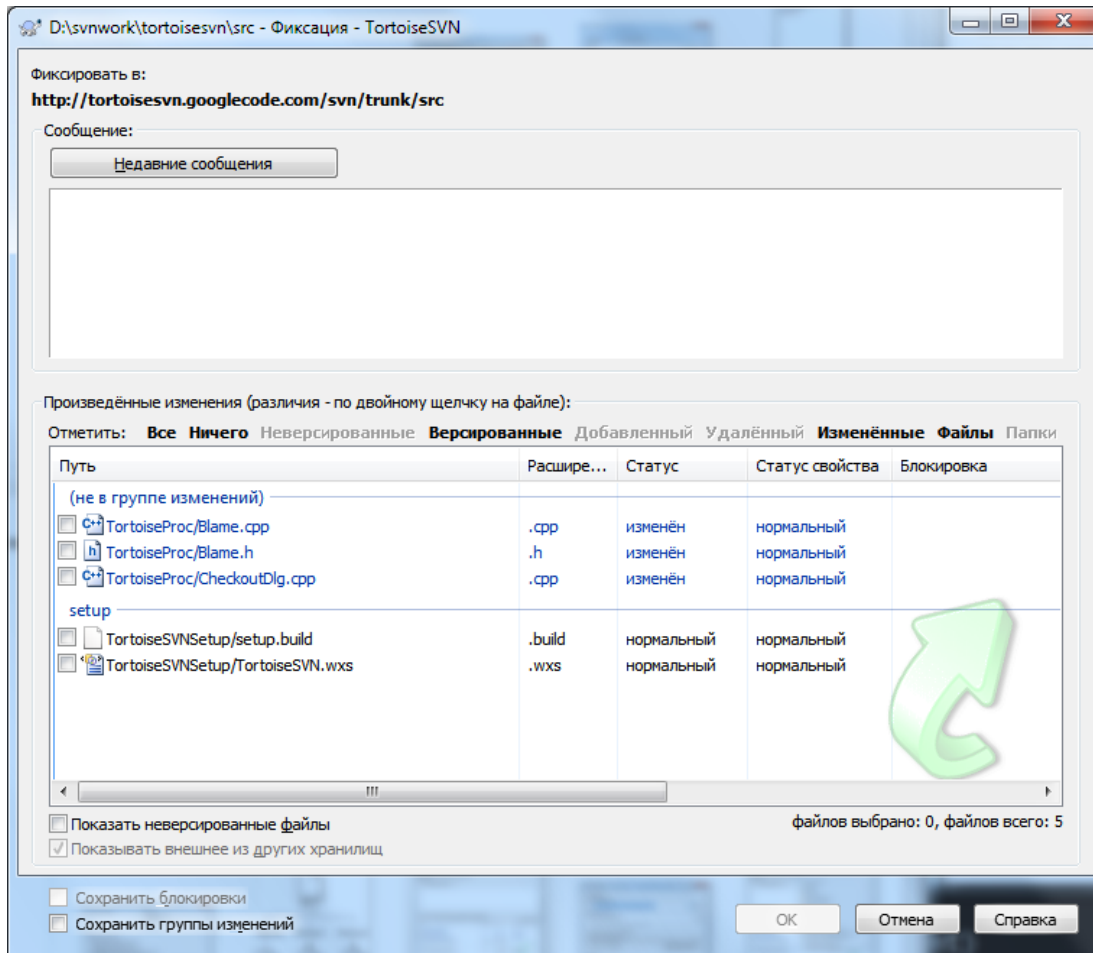 D:\svnwork\tortoisesvn\src - Фиксация - TortoiseSVN
Фиксировать в:
http://tortoisesvn.googlecode.com/svn/trunk/src
Сообщение:
Недавние сообщения
Произведённые изменения (различия - по двойному щелчку на файле):
Отметить: Все Ничего Неверсированные Версированные Добавленный Удалённый Изменённые Файлы Папки
Путь Расшире... Статус Статус свойства Блокировка
(не в группе изменений)
C++ TortoiseProc/Blame.cpp .cpp изменён нормальный
h TortoiseProc/Blame.h .h изменён нормальный
C++ TortoiseProc/CheckoutDlg.cpp .cpp изменён нормальный
setup
TortoiseSVNSetup/setup.build .build нормальный нормальный
TortoiseSVNSetup/TortoiseSVN.wxs .wxs нормальный нормальный
Показать неверсированные файлы файлов выбрано: 0, файлов всего: 5
Показывать внешнее из других хранилищ
Сохранить блокировки
Сохранить группы изменений
OK Отмена Справка